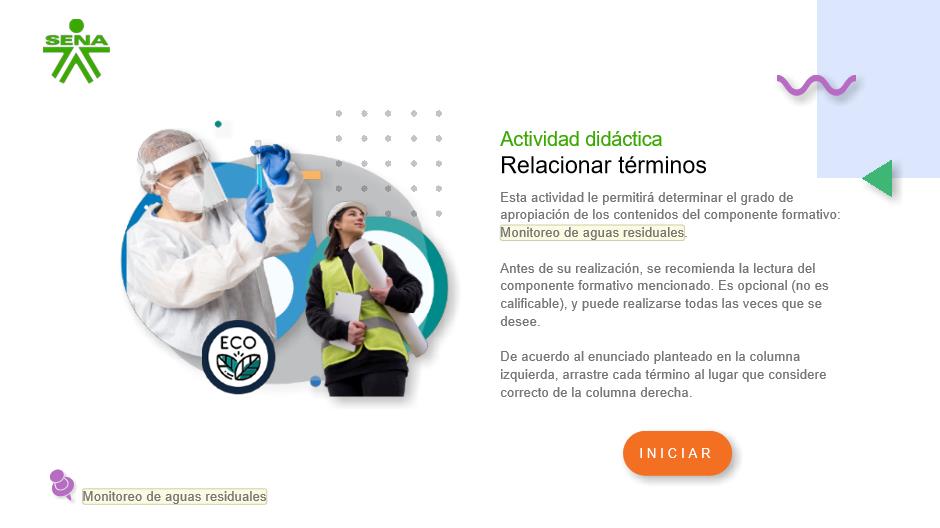 SENA
Actividad didáctica
Relacionar términos
Esta actividad le permitirá determinar el grado de
apropiación de los contenidos del componente formativo:
Monitoreo de aguas residuales.
Antes de su realización, se recomienda la lectura del
componente formativo mencionado. Es opcional (no es
calificable), y puede realizarse todas las veces que se
desee.
De acuerdo al enunciado planteado en la columna
izquierda, arrastre cada término al lugar que considere
correcto de la columna derecha.
ECO
INICIAR
Monitoreo de aguas residuales